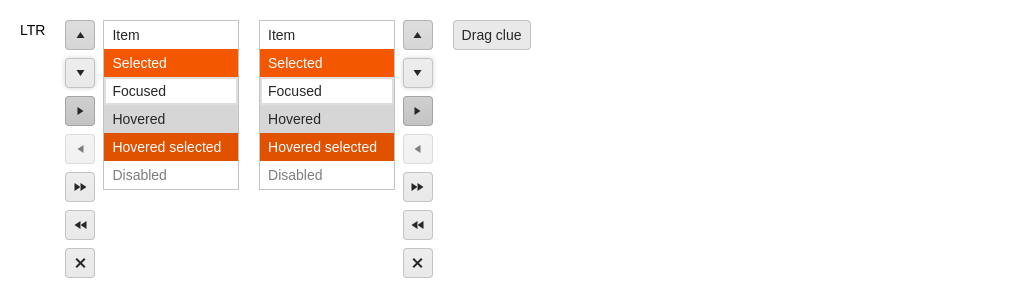 LTR
Item
Selected
Focused
Hovered
Hovered selected
Disabled
Item
Selected
Focused
Hovered
Hovered selected
Disabled
Drag clue